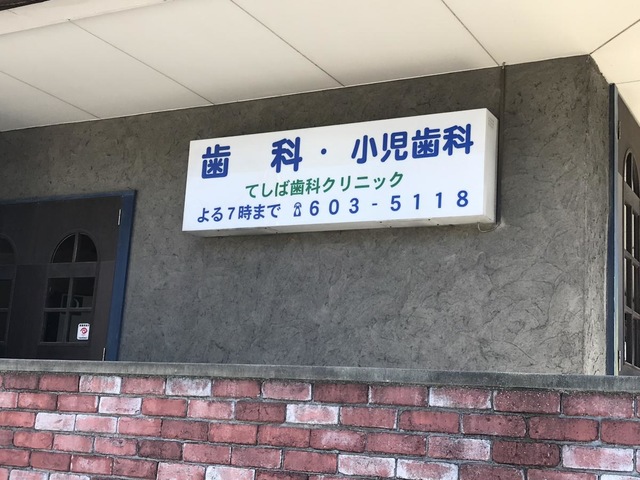 歯 科・小児歯科
てしば歯科クリニック
よる7時まで ☎603-5118